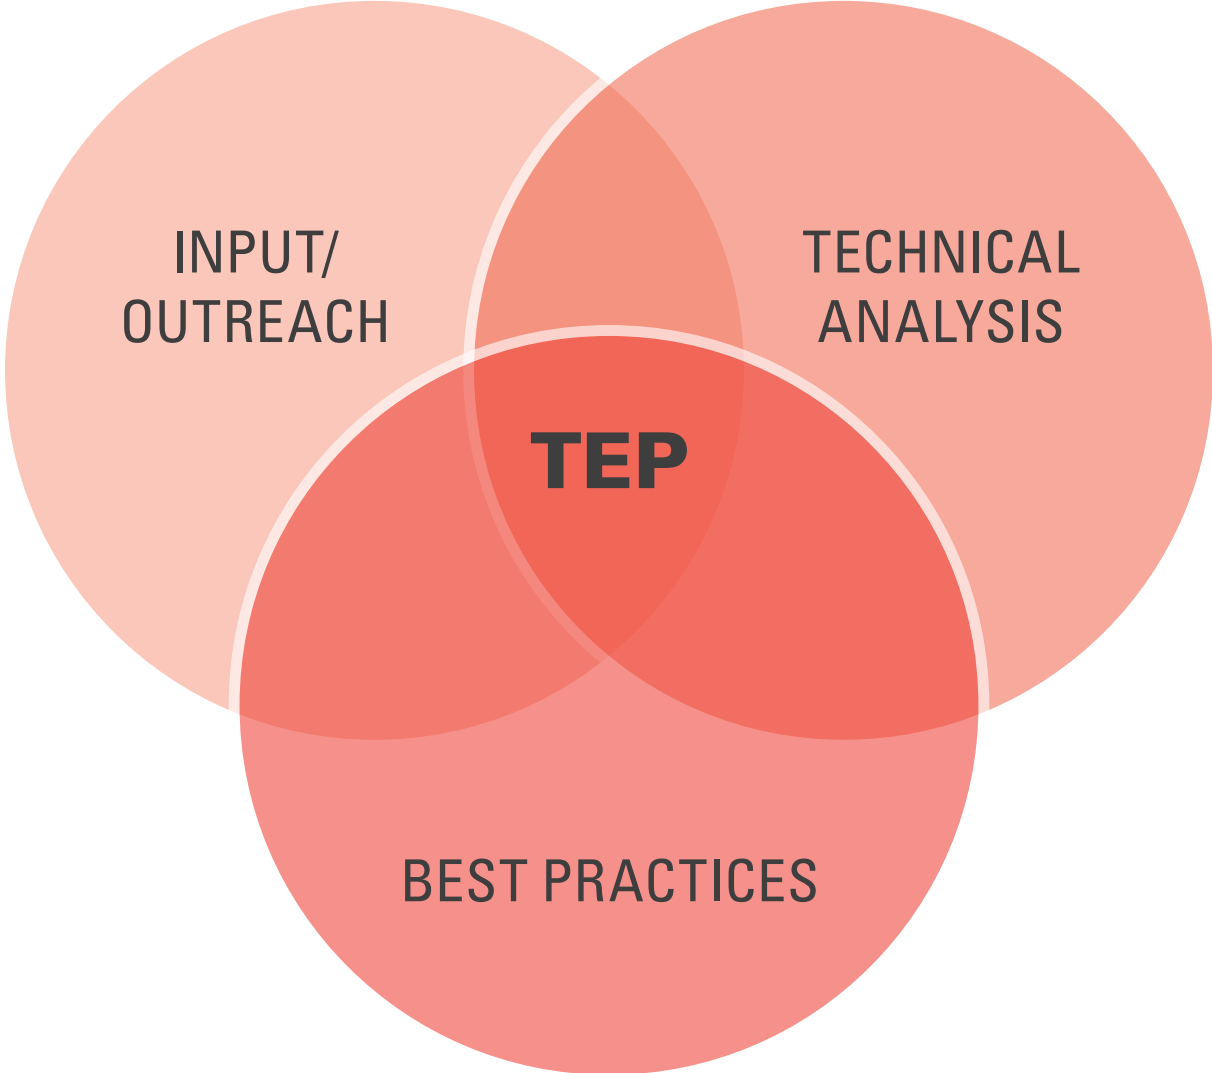 INPUT/
OUTREACH
TECHNICAL
ANALYSIS
TEP
BEST PRACTICES